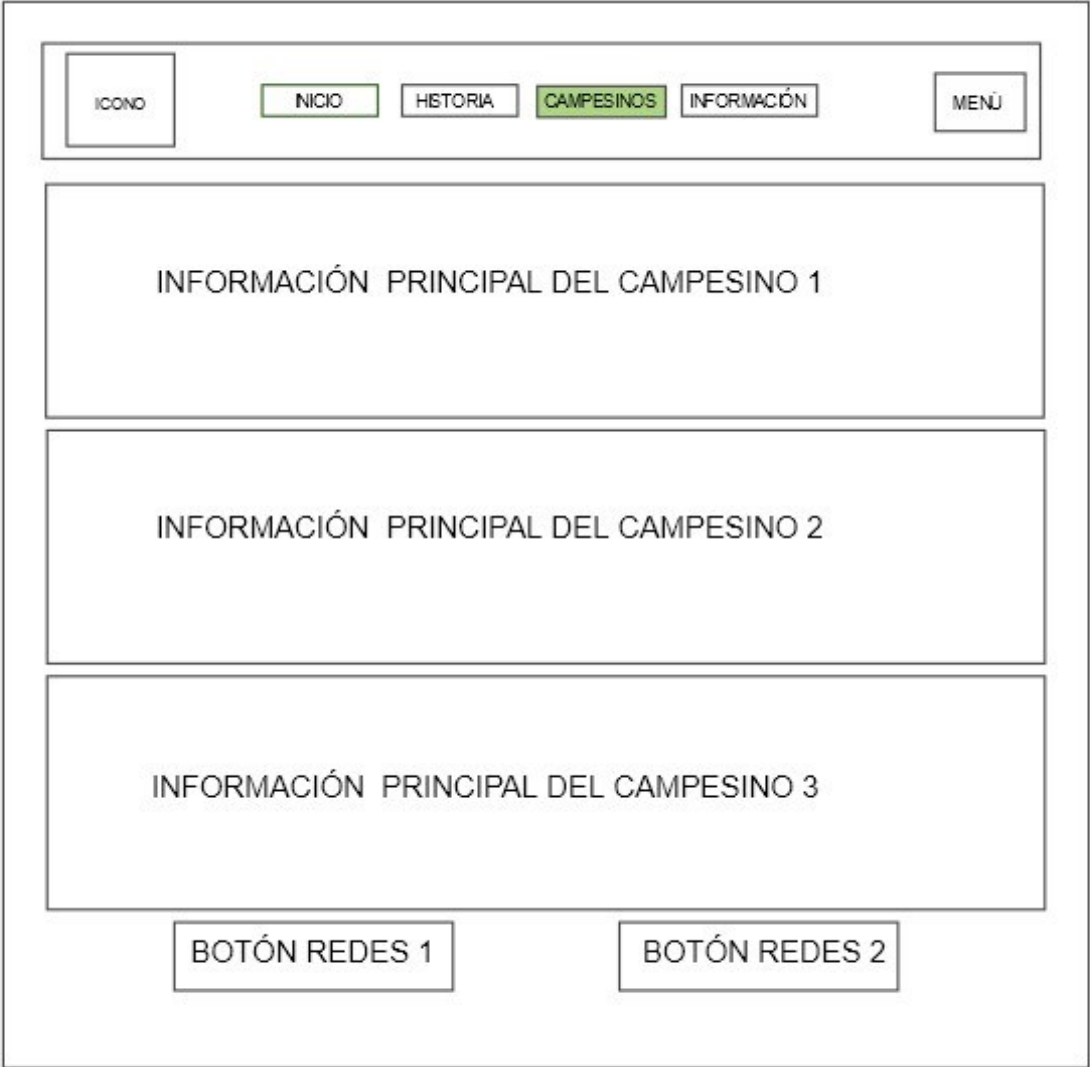 ICONO
INICIO
HISTORIA
CAMPESINOS
INFORMACIÓN
MENÚ
INFORMACIÓN PRINCIPAL DEL CAMPESINO 1
INFORMACIÓN PRINCIPAL DEL CAMPESINO 2
INFORMACIÓN PRINCIPAL DEL CAMPESINO 3
BOTÓN REDES 1
BOTÓN REDES 2